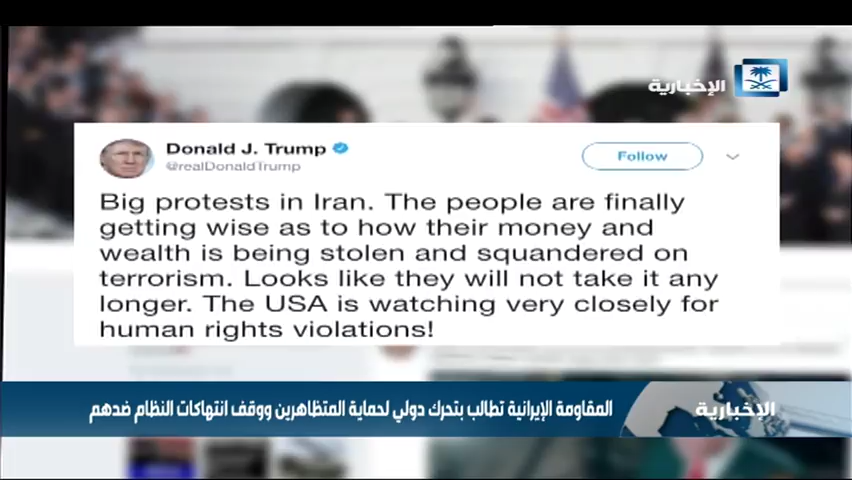 الإخبارية
Donald J. Trump
@realDonaldTrump
Follow
Big protests in Iran. The people are finally
getting wise as to how their money and
wealth is being stolen and squandered on
terrorism. Looks like they will not take it any
longer. The USA is watching very closely for
human rights violations!
الإخبارية
المقاومة الإيرانية تطالب بتحرك دولي لحماية المتظاهرين ووقف انتهاكات النظام ضدهم